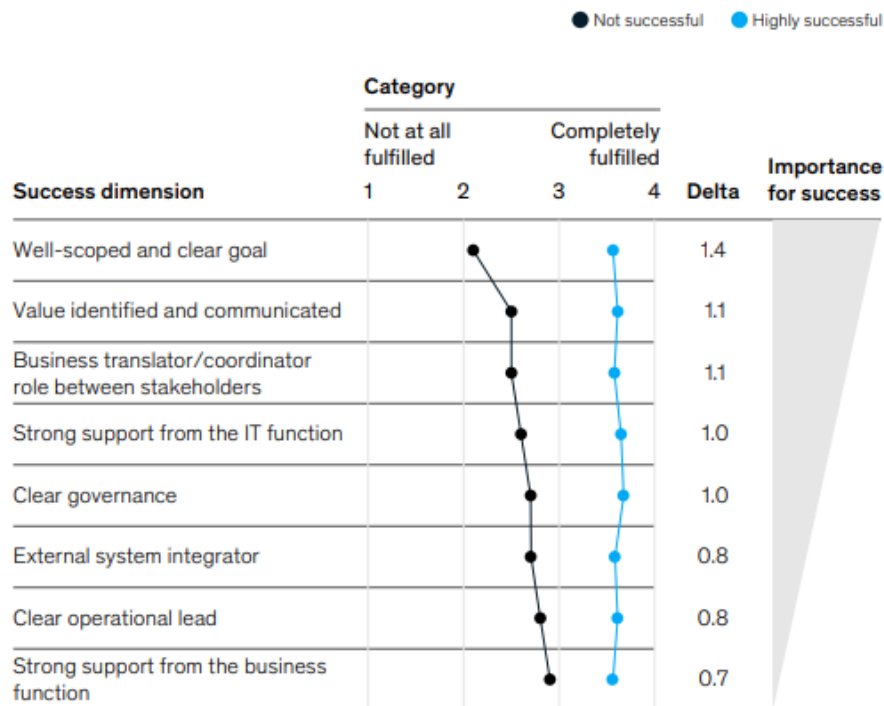 Not successful Highly successful
Category
Not at all fulfilled Completely fulfilled
Importance for success
Success dimension 1 2 3 4 Delta
Well-scoped and clear goal 1.4
Value identified and communicated 1.1
Business translator/coordinator
role between stakeholders 1.1
Strong support from the IT function 1.0
Clear governance 1.0
External system integrator 0.8
Clear operational lead 0.8
Strong support from the business
function 0.7